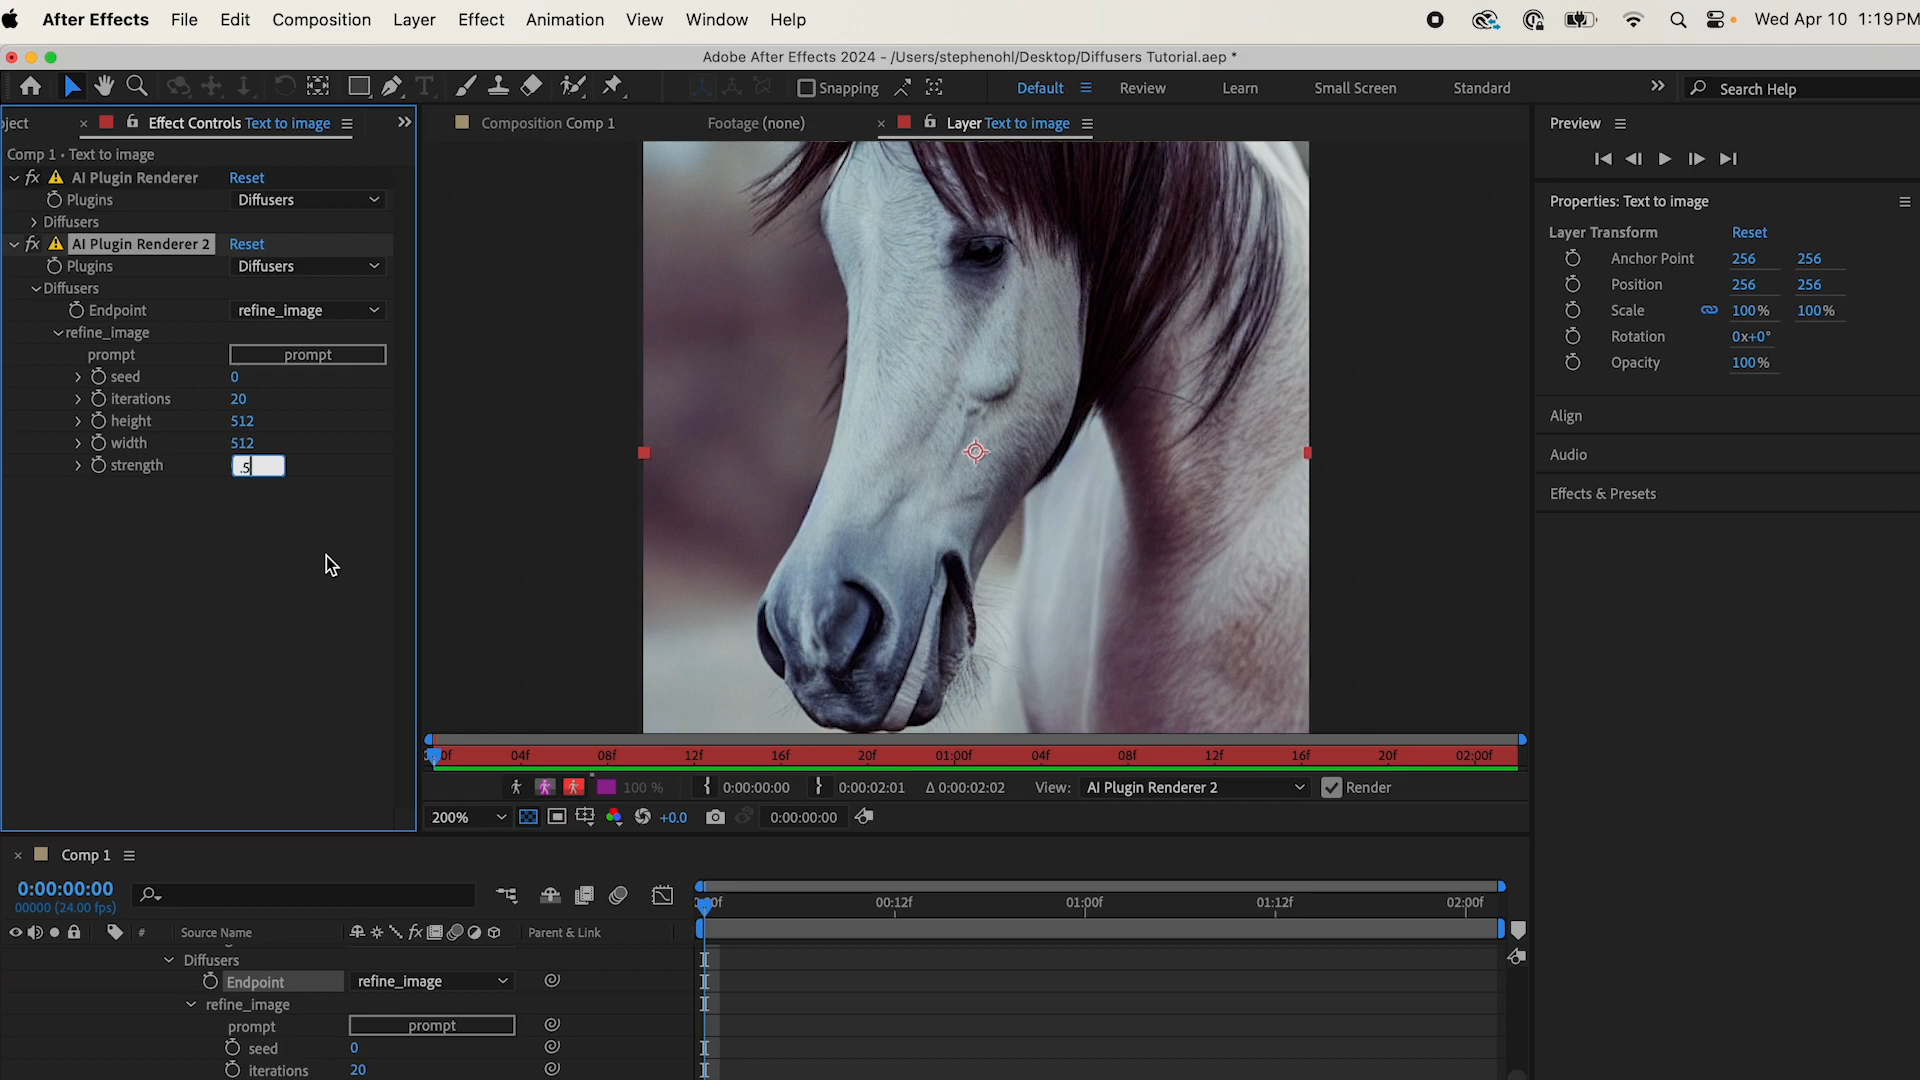 After Effects File Edit Composition Layer Effect Animation View Window Help Wed Apr 10 1:19 PM
Adobe After Effects 2024 - /Users/stephenohl/Desktop/Diffusers Tutorial.aep *
Snapping Default Review Learn Small Screen Standard Search Help
ject × Effect Controls Text to image Composition Comp 1 Footage (none) × Layer Text to image Preview
Comp 1 • Text to image
AI Plugin Renderer Reset
Plugins Diffusers
Diffusers
AI Plugin Renderer 2 Reset
Plugins Diffusers
Diffusers
Endpoint refine_image
refine_image
prompt prompt
seed 0
iterations 20
height 512
width 512
strength .5
Properties: Text to image
Layer Transform Reset
Anchor Point 256 256
Position 256 256
Scale 100% 100%
Rotation 0x+0°
Opacity 100%
Align
Audio
Effects & Presets
0f 04f 08f 12f 16f 20f 01:00f 04f 08f 12f 16f 20f 02:00f
100 % 0:00:00:00 0:00:02:01 Δ 0:00:02:02 View: AI Plugin Renderer 2 Render
200% +0.0 0:00:00:00
× Comp 1
0:00:00:00
00000 (24.00 fps)
00f 00:12f 01:00f 01:12f 02:00f
# Source Name fx Parent & Link
Diffusers
Endpoint refine_image
refine_image
prompt prompt
seed 0
iterations 20